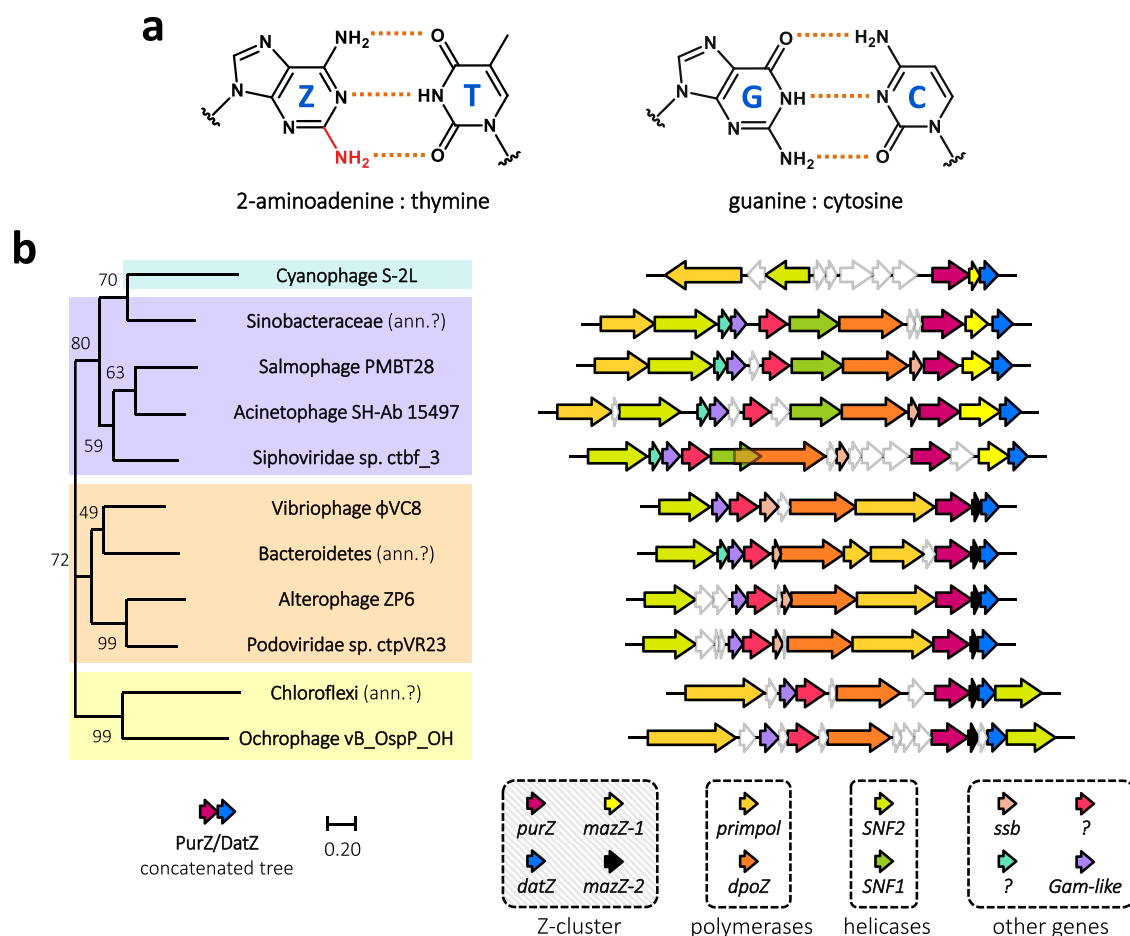 a
NH₂
O
N
N
Z
N
HN
T
N
N
NH₂
O
O
H₂N
N
N
G
NH
N
C
N
N
NH₂
O
2-aminoadenine : thymine
guanine : cytosine
b
70
Cyanophage S-2L
Sinobacteraceae (ann.?)
80
63
Salmophage PMBT28
Acinetophage SH-Ab 15497
59
Siphoviridae sp. ctbf_3
49
Vibriophage ϕVC8
72
Bacteroidetes (ann.?)
Alterophage ZP6
99
Podoviridae sp. ctpVR23
Chloroflexi (ann.?)
99
Ochrophage vB_OspP_OH
PurZ/DatZ
concatenated tree
0.20
purZ
mazZ-1
datZ
mazZ-2
Z-cluster
primpol
dpoZ
polymerases
SNF2
SNF1
helicases
ssb
?
?
Gam-like
other genes